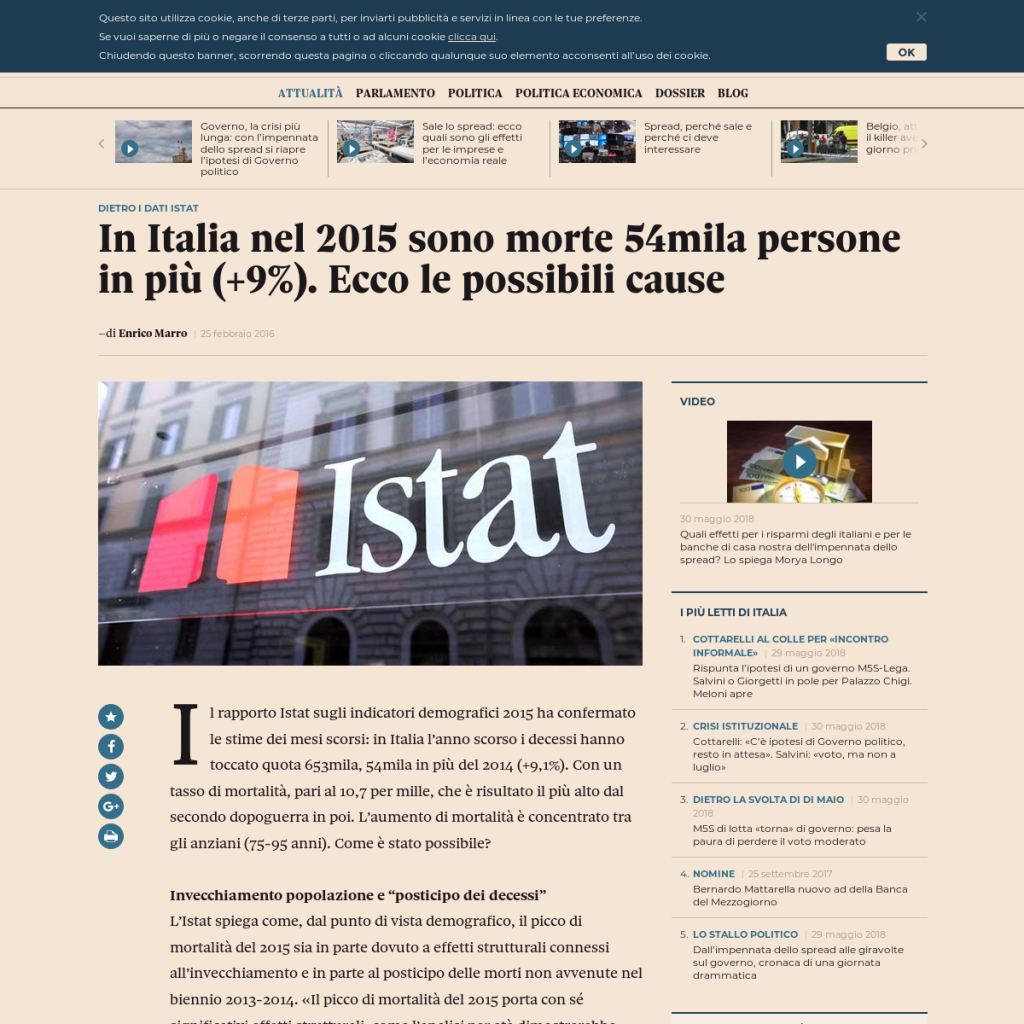 Questo sito utilizza cookie, anche di terze parti, per inviarti pubblicità e servizi in linea con le tue preferenze.
Se vuoi saperne di più o negare il consenso a tutti o ad alcuni cookie clicca qui.
Chiudendo questo banner, scorrendo questa pagina o cliccando qualunque suo elemento acconsenti all'uso dei cookie.
OK
ATTUALITÀ PARLAMENTO POLITICA POLITICA ECONOMICA DOSSIER BLOG
Governo, la crisi più
lunga: con l'impennata
dello spread si riapre
l'ipotesi di Governo
politico
Sale lo spread: ecco
quali sono gli effetti
per le imprese e
l'economia reale
Spread, perché sale e
perché ci deve
interessare
Belgio,
il killer
giorno
DIETRO I DATI ISTAT
In Italia nel 2015 sono morte 54mila persone
in più (+9%). Ecco le possibili cause
–di Enrico Marro | 25 febbraio 2016
Istat
Il rapporto Istat sugli indicatori demografici 2015 ha confermato
le stime dei mesi scorsi: in Italia l'anno scorso i decessi hanno
toccato quota 653mila, 54mila in più del 2014 (+9,1%). Con un
tasso di mortalità, pari al 10,7 per mille, che è risultato il più alto dal
secondo dopoguerra in poi. L'aumento di mortalità è concentrato tra
gli anziani (75-95 anni). Come è stato possibile?
Invecchiamento popolazione e “posticipo dei decessi”
L'Istat spiega come, dal punto di vista demografico, il picco di
mortalità del 2015 sia in parte dovuto a effetti strutturali connessi
all'invecchiamento e in parte al posticipo delle morti non avvenute nel
biennio 2013-2014. «Il picco di mortalità del 2015 porta con sé
significativi effetti strutturali, come l'analisi per età dimostrerebbe
VIDEO
30 maggio 2018
Quali effetti per i risparmi degli italiani e per le
banche di casa nostra dell'impennata dello
spread? Lo spiega Morya Longo
I PIÙ LETTI DI ITALIA
1. COTTARELLI AL COLLE PER «INCONTRO
INFORMALE» | 29 maggio 2018
Rispunta l'ipotesi di un governo M5S-Lega.
Salvini o Giorgetti in pole per Palazzo Chigi.
Meloni apre
2. CRISI ISTITUZIONALE | 30 maggio 2018
Cottarelli: «C'è ipotesi di Governo politico,
resto in attesa». Salvini: «voto, ma non a
luglio»
3. DIETRO LA SVOLTA DI DI MAIO | 30 maggio
2018
M5S di lotta «torna» di governo: pesa la
paura di perdere il voto moderato
4. NOMINE | 25 settembre 2017
Bernardo Mattarella nuovo ad della Banca
del Mezzogiorno
5. LO STALLO POLITICO | 29 maggio 2018
Dall'impennata dello spread alle giravolte
sul governo, cronaca di una giornata
drammatica